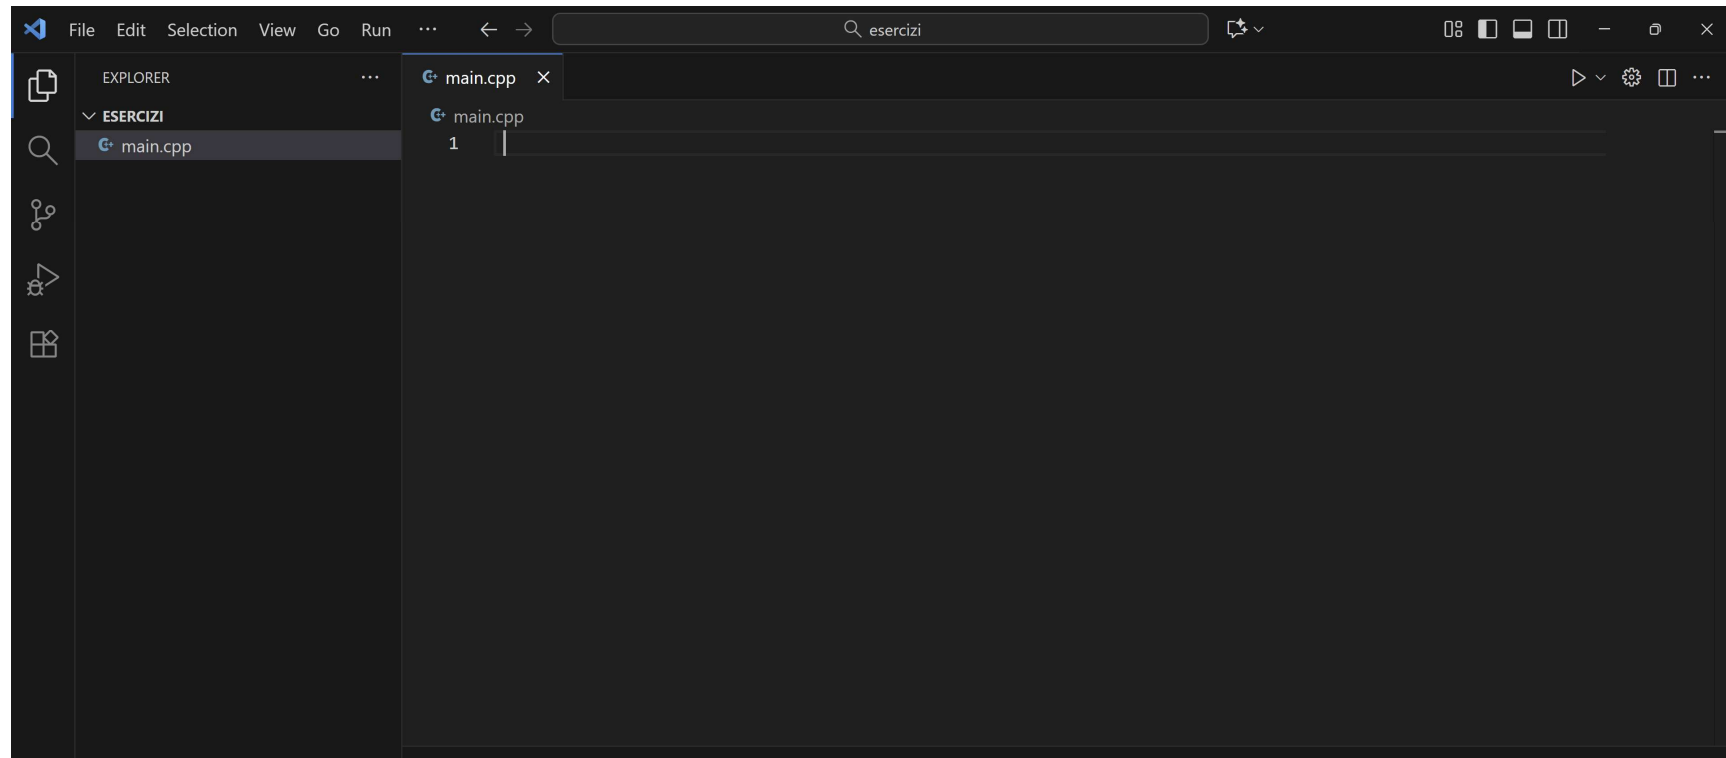 File Edit Selection View Go Run ··· esercizi
EXPLORER ···
main.cpp
ESERCIZI
main.cpp
main.cpp
1